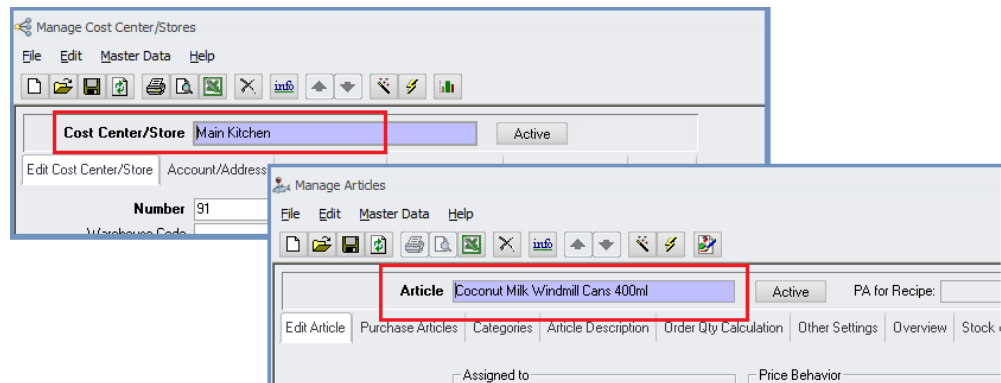 Manage Cost Center/Stores
File Edit Master Data Help
info
Cost Center/Store Main Kitchen Active
Edit Cost Center/Store Account/Address
Number 91
Warehouse Code
Manage Articles
File Edit Master Data Help
info
Article Coconut Milk Windmill Cans 400ml Active PA for Recipe:
Edit Article Purchase Articles Categories Article Description Order Qty Calculation Other Settings Overview Stock
Assigned to Price Behavior